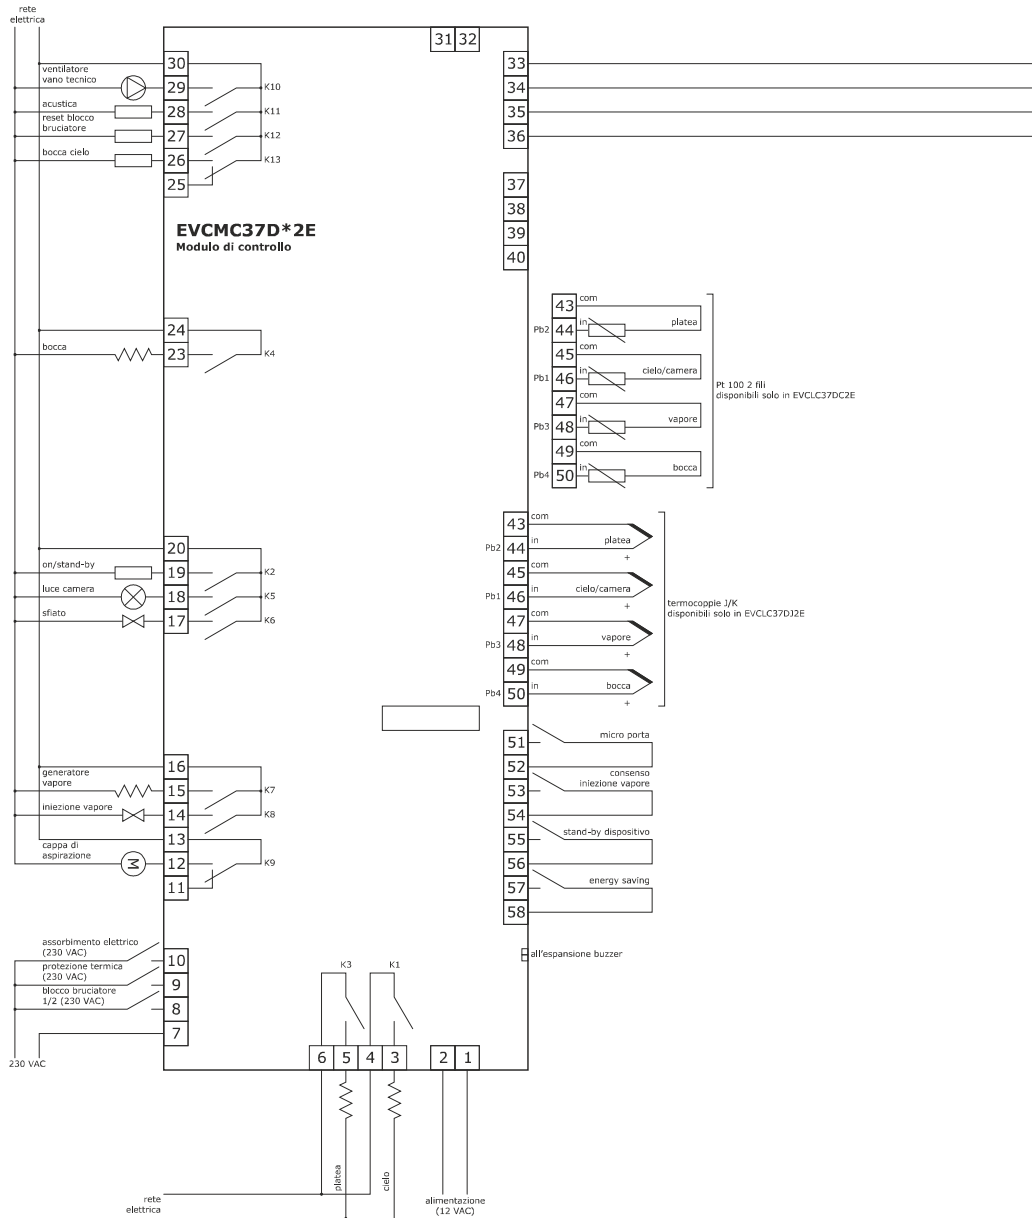 rete
elettrica
31 32
30
33
ventilatore
vano tecnico
29
K10
34
acustica
28
K11
35
reset blocco
bruciatore
27
K12
36
bocca cielo
26
K13
25
37
38
39
40
EVCMC37D*2E
Modulo di controllo
43 com
24
Pb2 44 in platea
bocca
23
K4
45 com
Pb1 46 in cielo/camera
47 com
Pb3 48 in vapore
49 com
Pb4 50 in bocca
Pt 100 2 fili
disponibili solo in EVCLC37DC2E
43 com
20
Pb2 44 in platea
+
on/stand-by
19
K2
45 com
luce camera
18
K5
Pb1 46 in cielo/camera
+
sfiato
17
K6
47 com
Pb3 48 in vapore
+
49 com
Pb4 50 in bocca
+
termocoppie J/K
disponibili solo in EVCLC37DJ2E
51 micro porta
16
52
generatore
vapore
15
K7
53 consenso
iniezione vapore
iniezione vapore
14
K8
54
13
55 stand-by dispositivo
cappa di
aspirazione
M
12
K9
56
11
57 energy saving
58
assorbimento elettrico
(230 VAC)
10
protezione termica
(230 VAC)
9
blocco bruciatore
1/2 (230 VAC)
8
7
230 VAC
all'espansione buzzer
K3
K1
6 5 4 3 2 1
platea
cielo
rete
elettrica
alimentazione
(12 VAC)